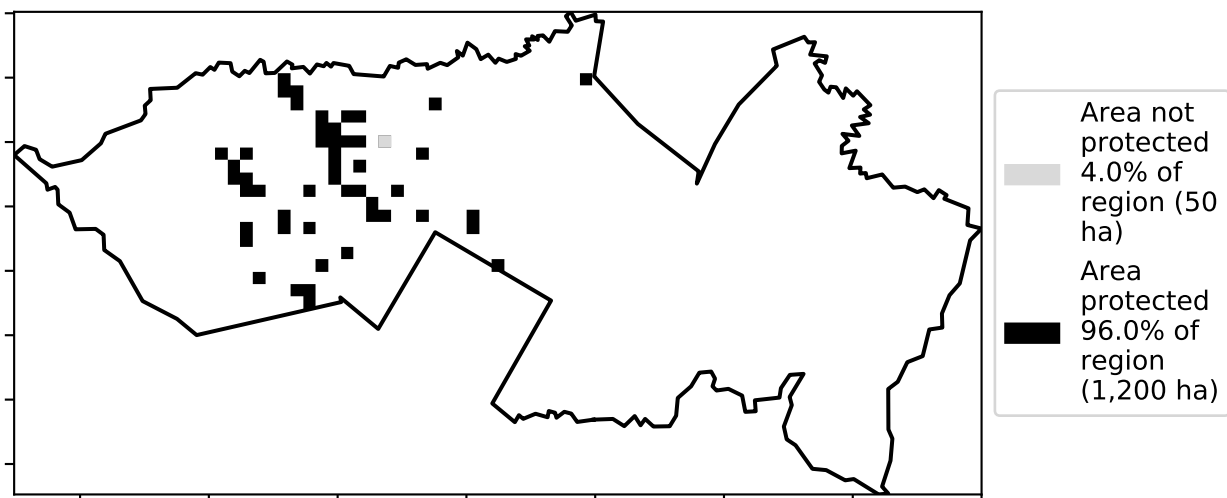 Area not
protected
4.0% of
region (50
ha)
Area
protected
96.0% of
region
(1,200 ha)